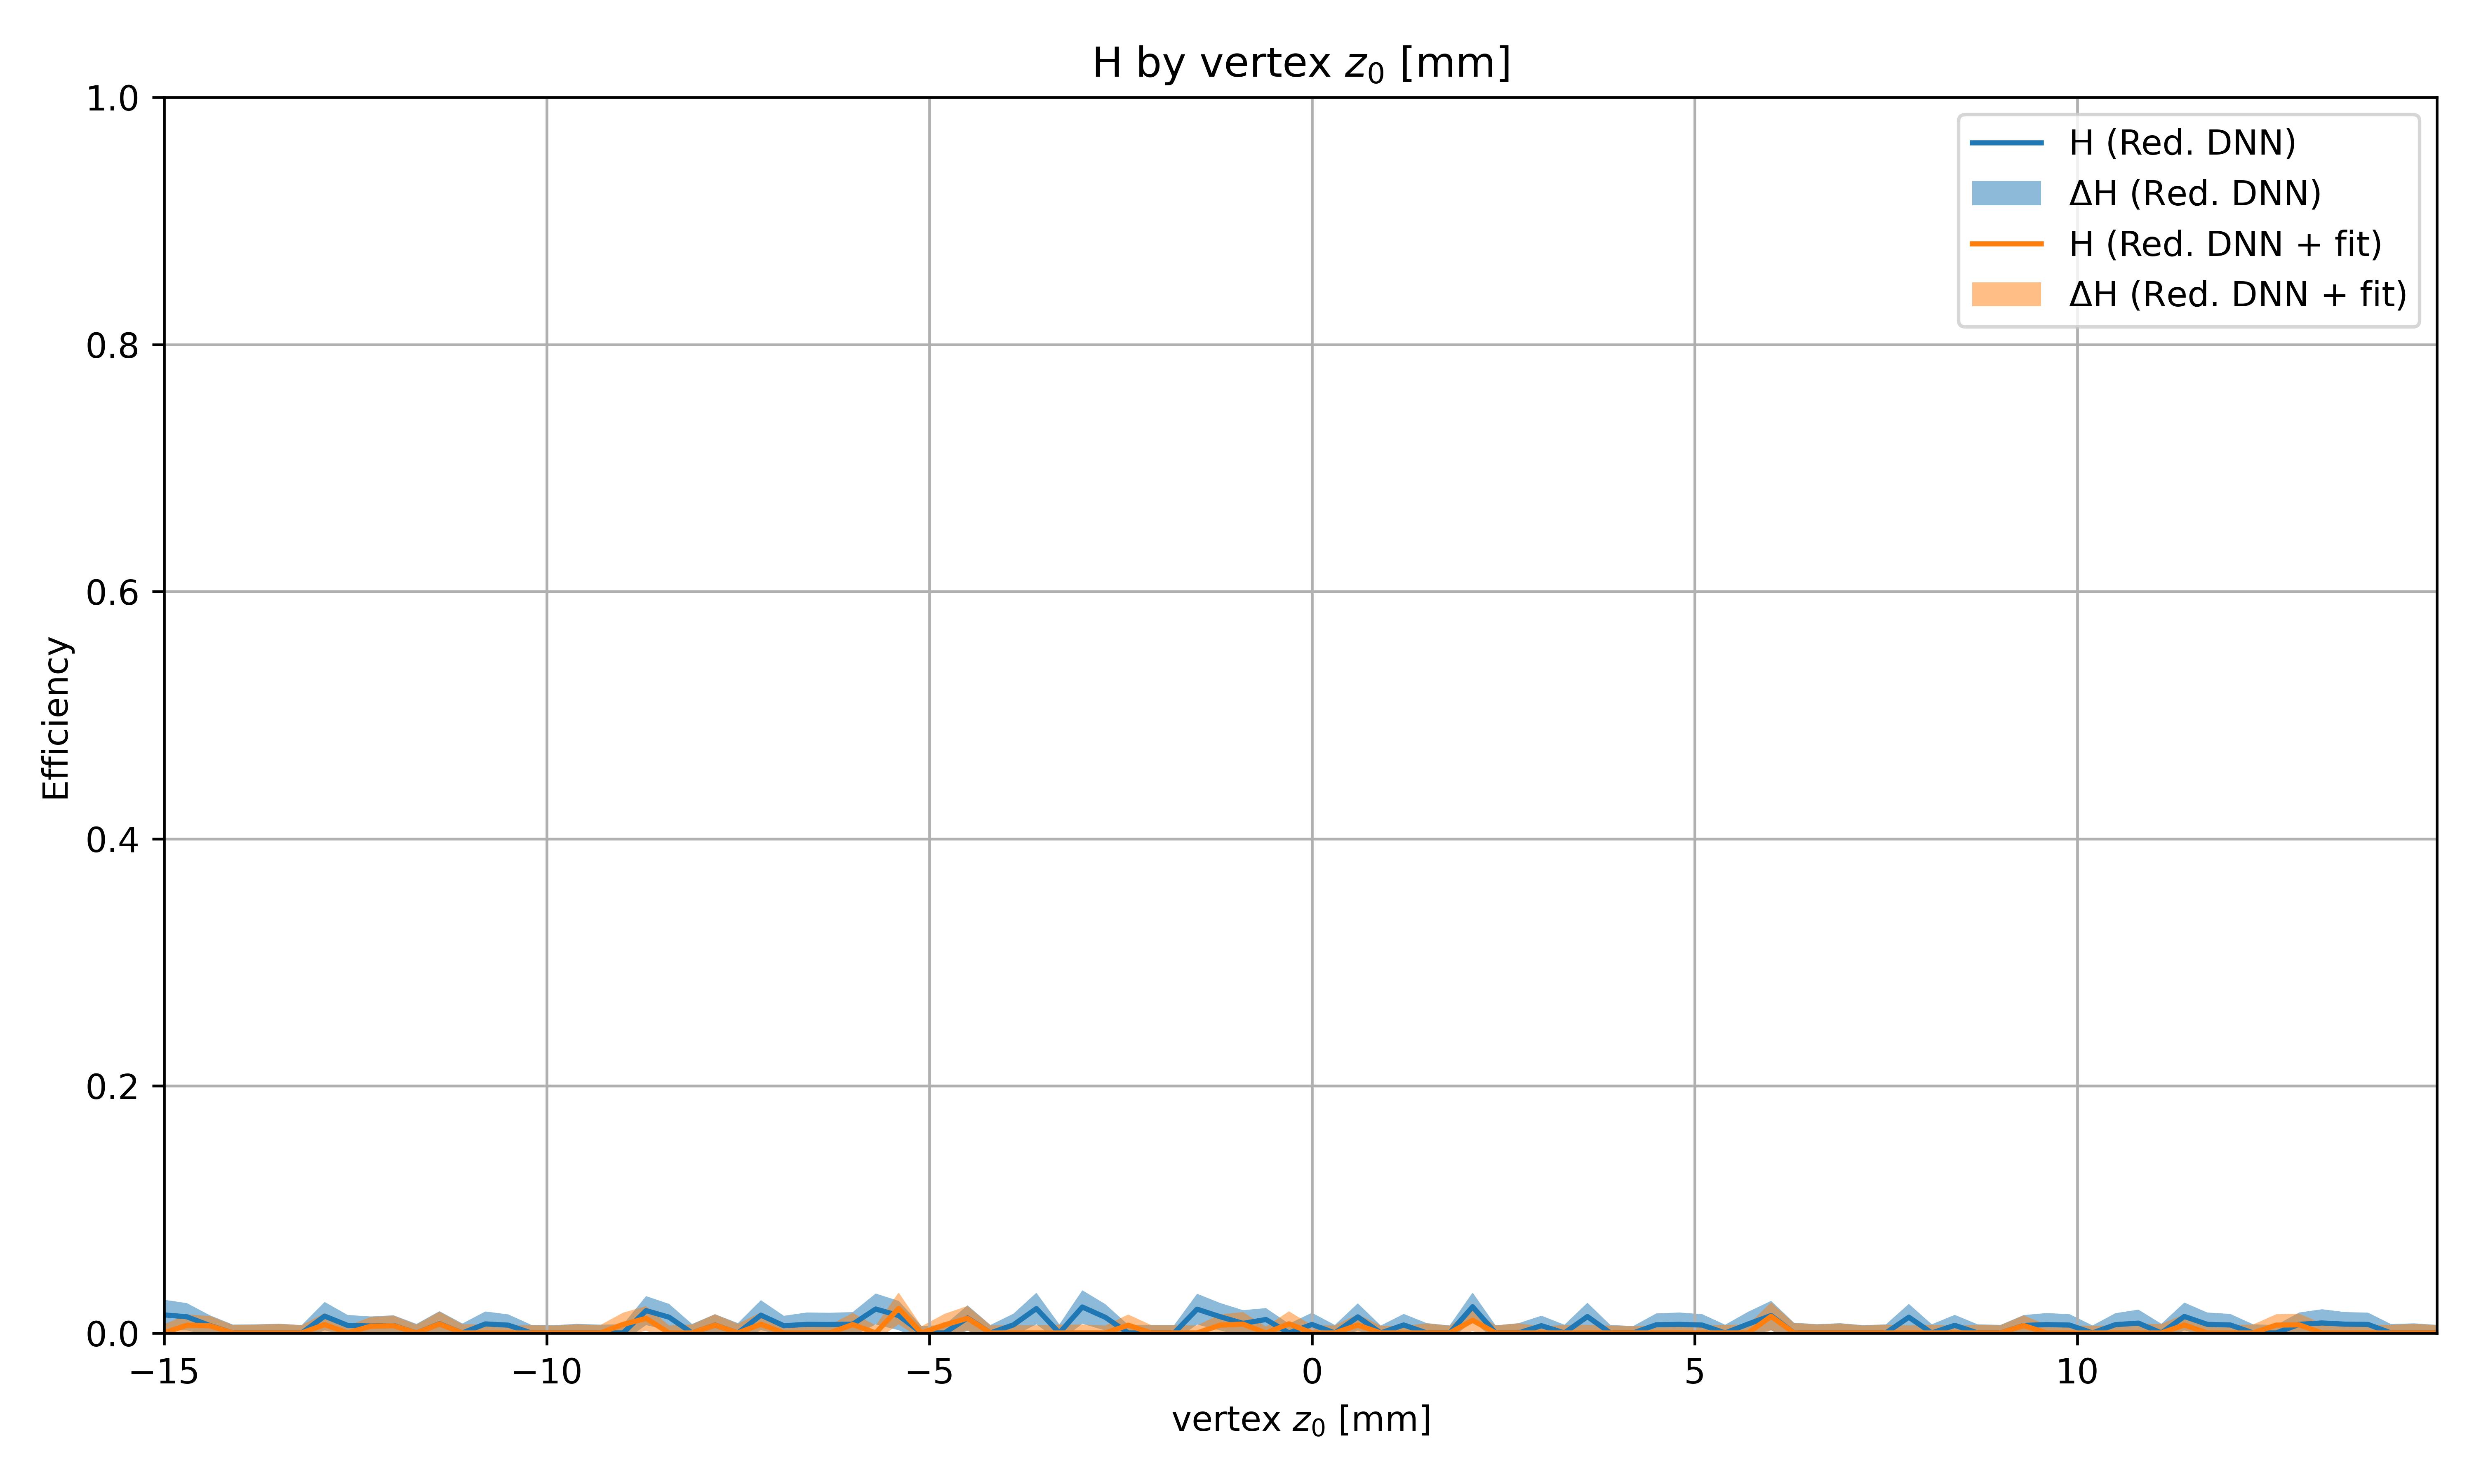 H by vertex z₀ [mm]
1.0
0.8
0.6
0.4
0.2
0.0
Efficiency
H (Red. DNN)
ΔH (Red. DNN)
H (Red. DNN + fit)
ΔH (Red. DNN + fit)
−15
−10
−5
0
5
10
vertex z₀ [mm]